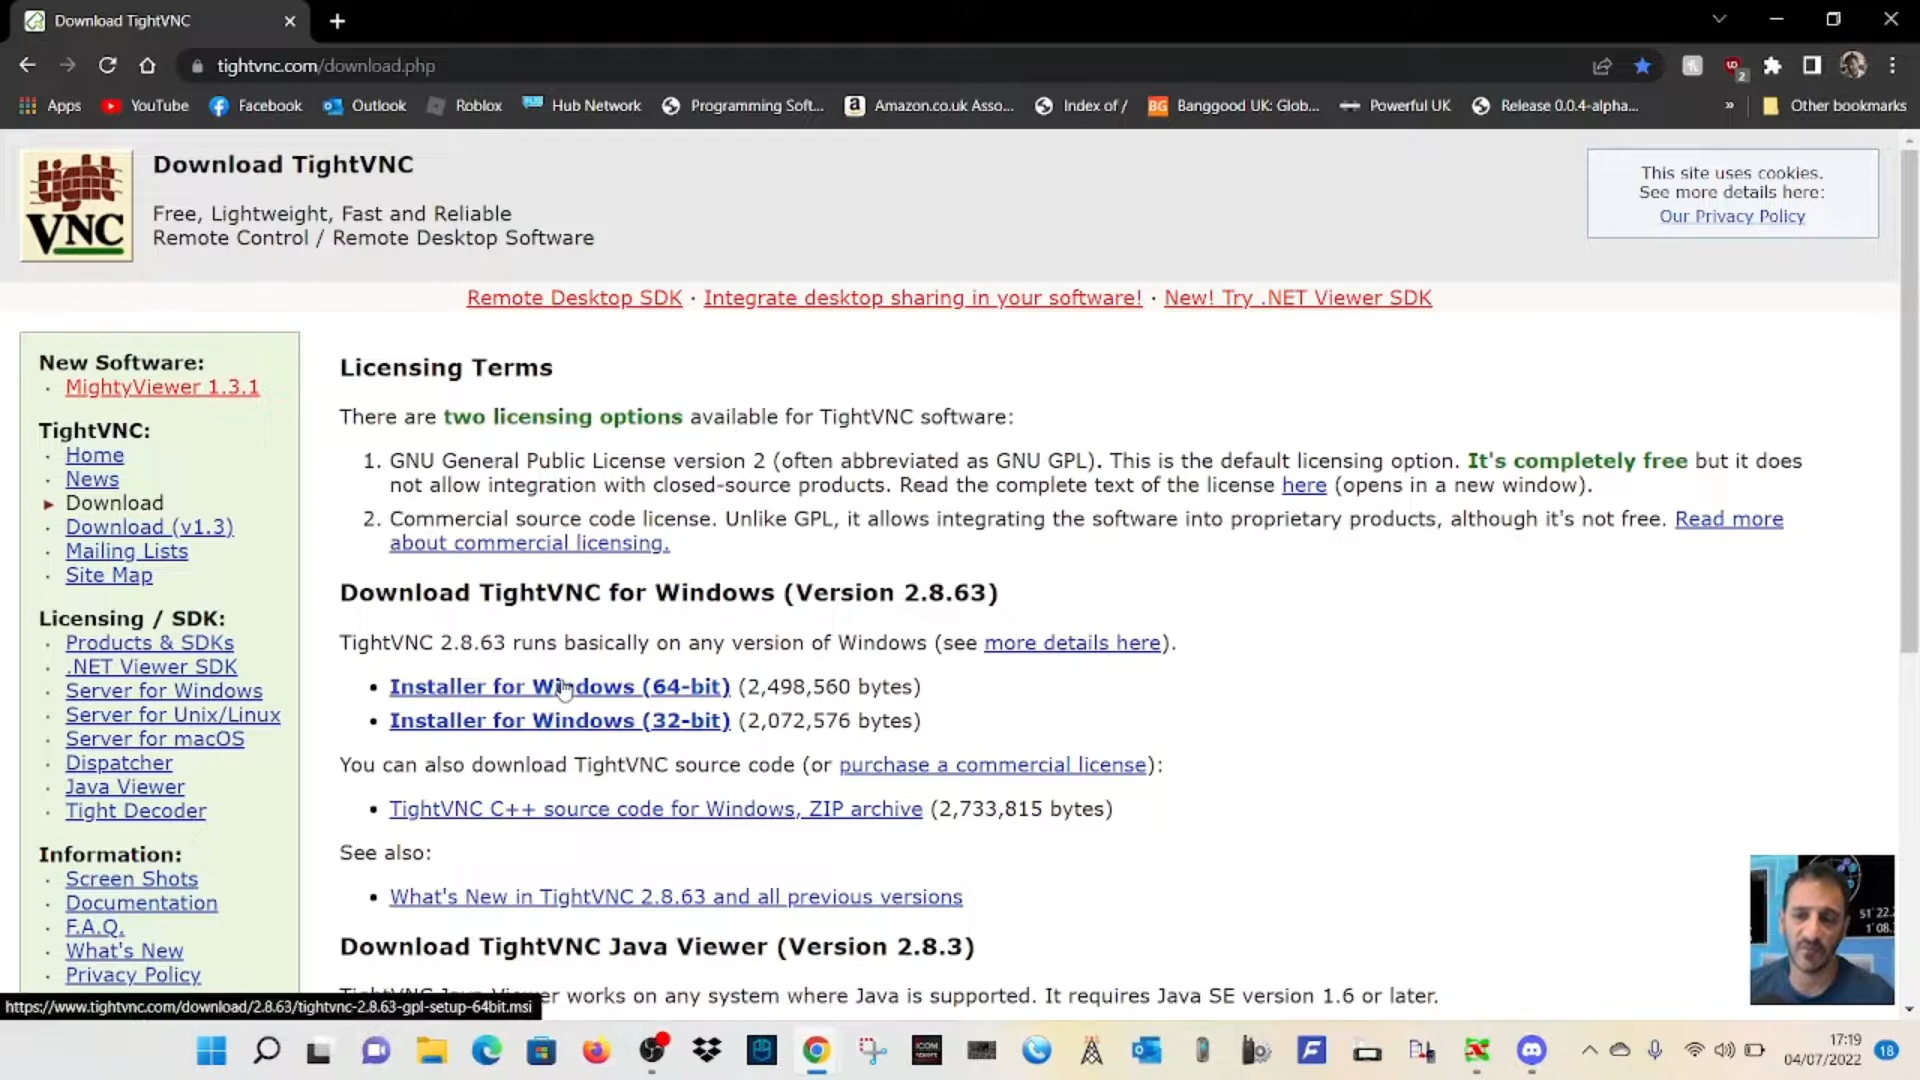 Download TightVNC
tightvnc.com/download.php
2
Apps YouTube Facebook Outlook Roblox Hub Network Programming Soft... Amazon.co.uk Asso... Index of / BG Banggood UK: Glob... Powerful UK Release 0.0.4-alpha... » Other bookmarks
tight
VNC
Download TightVNC
Free, Lightweight, Fast and Reliable
Remote Control / Remote Desktop Software
This site uses cookies.
See more details here:
Our Privacy Policy
Remote Desktop SDK · Integrate desktop sharing in your software! · New! Try .NET Viewer SDK
New Software:
· MightyViewer 1.3.1
TightVNC:
· Home
· News
Download
· Download (v1.3)
· Mailing Lists
· Site Map
Licensing / SDK:
· Products & SDKs
· .NET Viewer SDK
· Server for Windows
· Server for Unix/Linux
· Server for macOS
· Dispatcher
· Java Viewer
· Tight Decoder
Information:
· Screen Shots
· Documentation
· F.A.Q.
· What's New
· Privacy Policy
Licensing Terms
There are two licensing options available for TightVNC software:
1. GNU General Public License version 2 (often abbreviated as GNU GPL). This is the default licensing option. It's completely free but it does
not allow integration with closed-source products. Read the complete text of the license here (opens in a new window).
2. Commercial source code license. Unlike GPL, it allows integrating the software into proprietary products, although it's not free. Read more
about commercial licensing.
Download TightVNC for Windows (Version 2.8.63)
TightVNC 2.8.63 runs basically on any version of Windows (see more details here).
• Installer for Windows (64-bit) (2,498,560 bytes)
• Installer for Windows (32-bit) (2,072,576 bytes)
You can also download TightVNC source code (or purchase a commercial license):
• TightVNC C++ source code for Windows, ZIP archive (2,733,815 bytes)
See also:
• What's New in TightVNC 2.8.63 and all previous versions
Download TightVNC Java Viewer (Version 2.8.3)
works on any system where Java is supported. It requires Java SE version 1.6 or later.
51°22.
1°08.
https://www.tightvnc.com/download/2.8.63/tightvnc-2.8.63-gpl-setup-64bit.msi
ICOM
17:19
04/07/2022
18